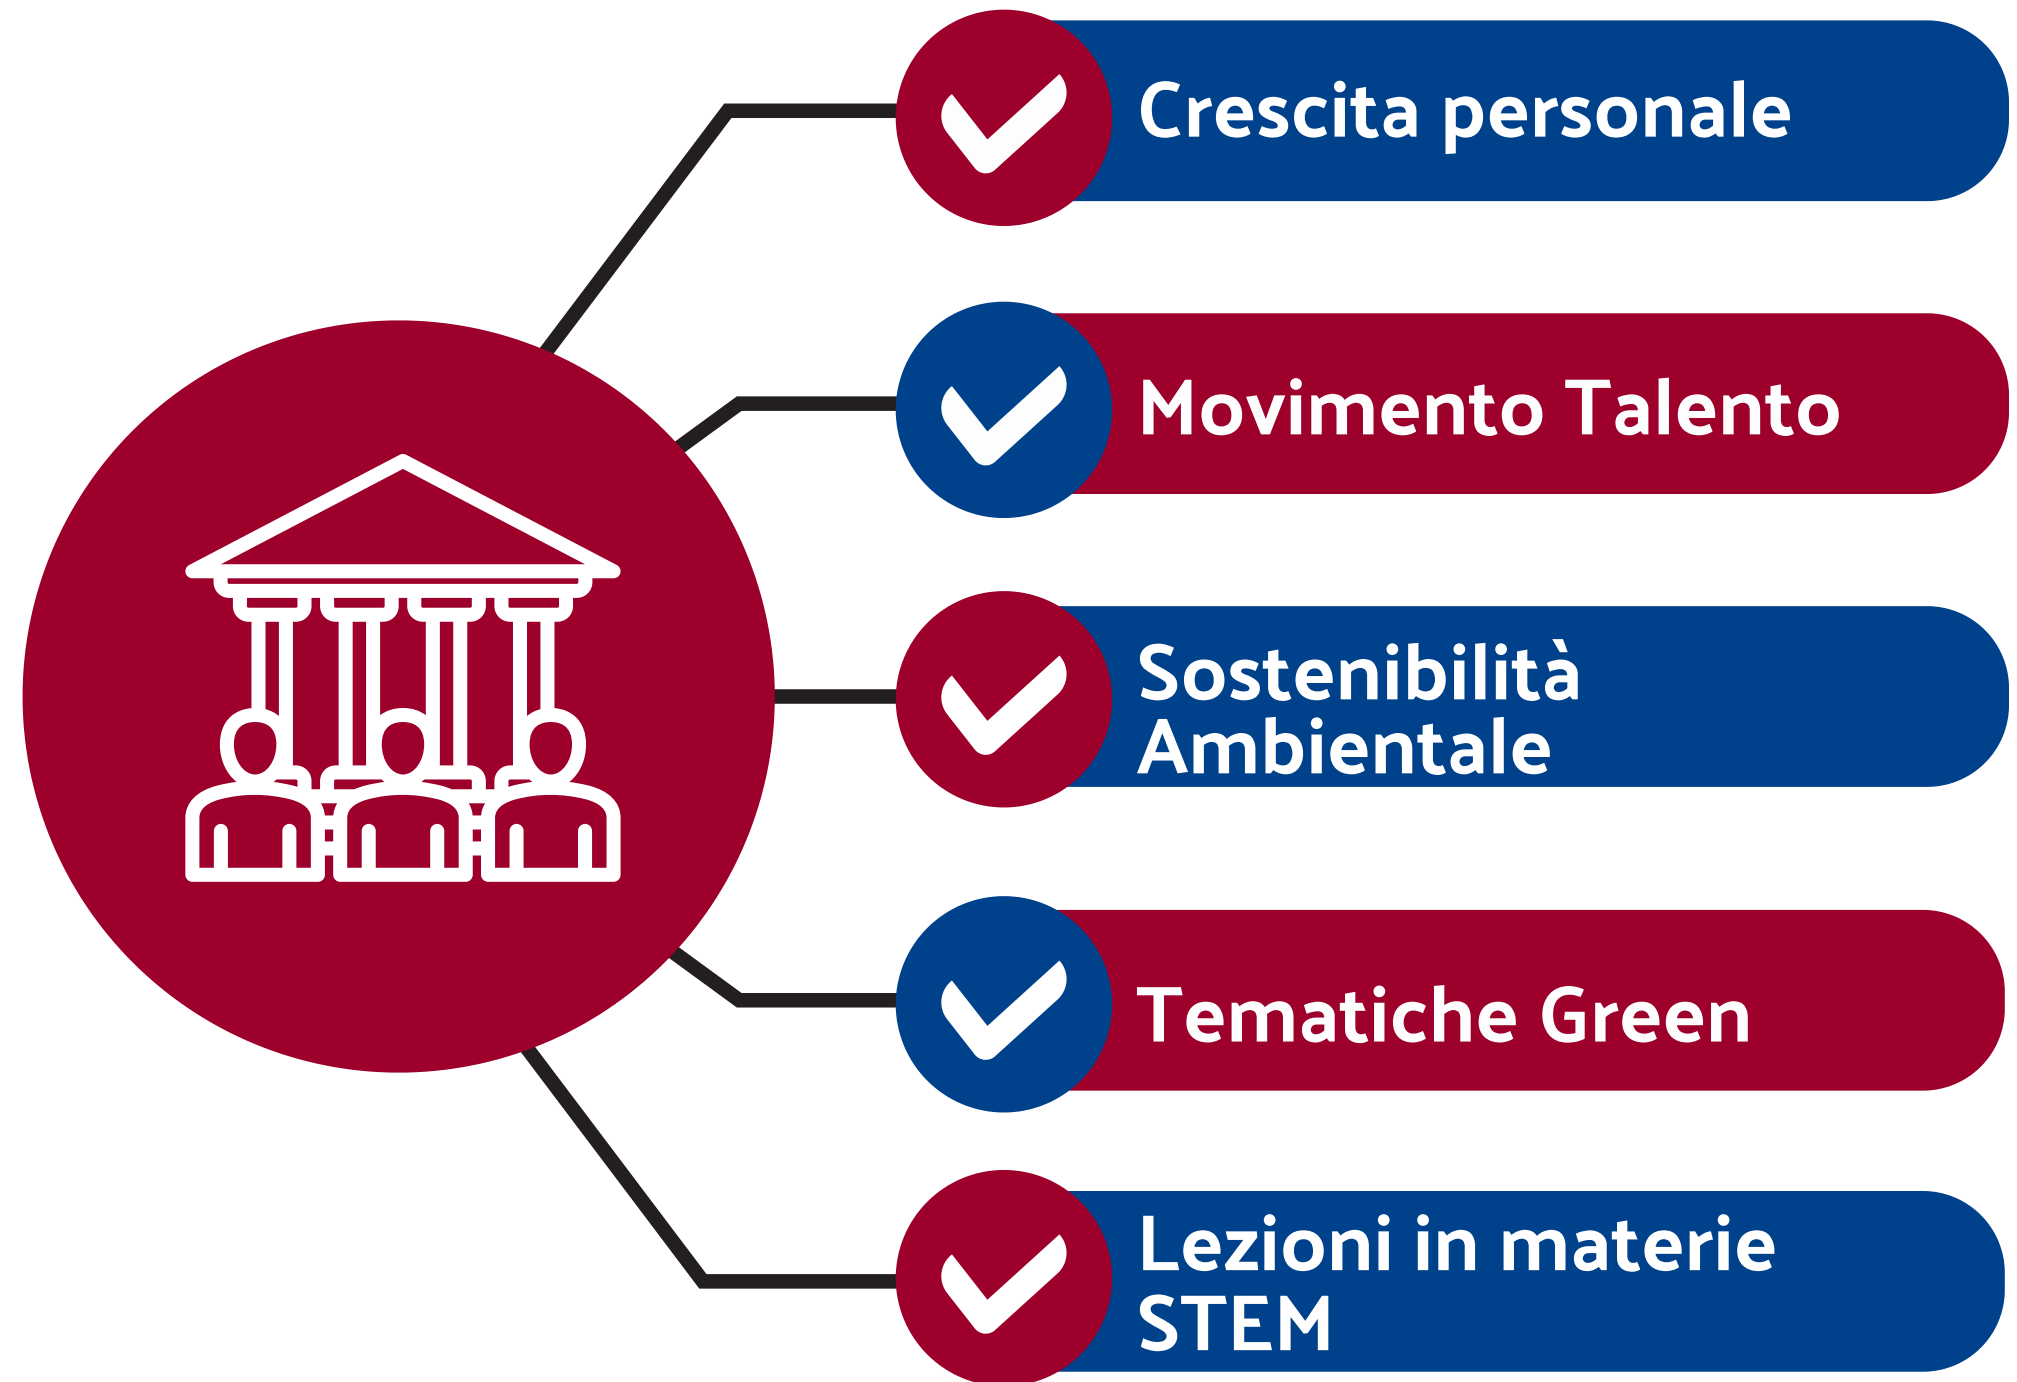 Crescita personale
Movimento Talento
Sostenibilità
Ambientale
Tematiche Green
Lezioni in materie
STEM